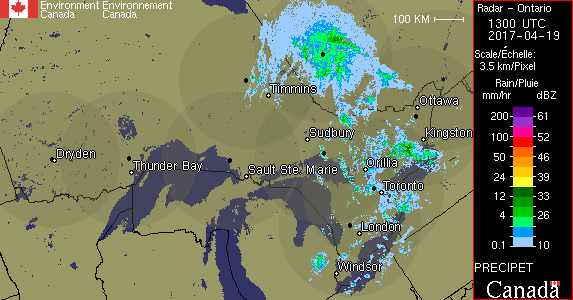 Environment Environnement
Canada Canada
100 KM
Timmins
Ottawa
Sudbury
Kingston
Dryden
Thunder Bay
Sault Ste. Marie
Orillia
Toronto
London
Windsor
Radar - Ontario
1300 UTC
2017-04-19
Scale/Échelle:
3.5 km/Pixel
Rain/Pluie
mm/hr dBZ
200 61
100 52
50 46
24 39
12 33
4 26
0.1 10
PRECIPET
Canada